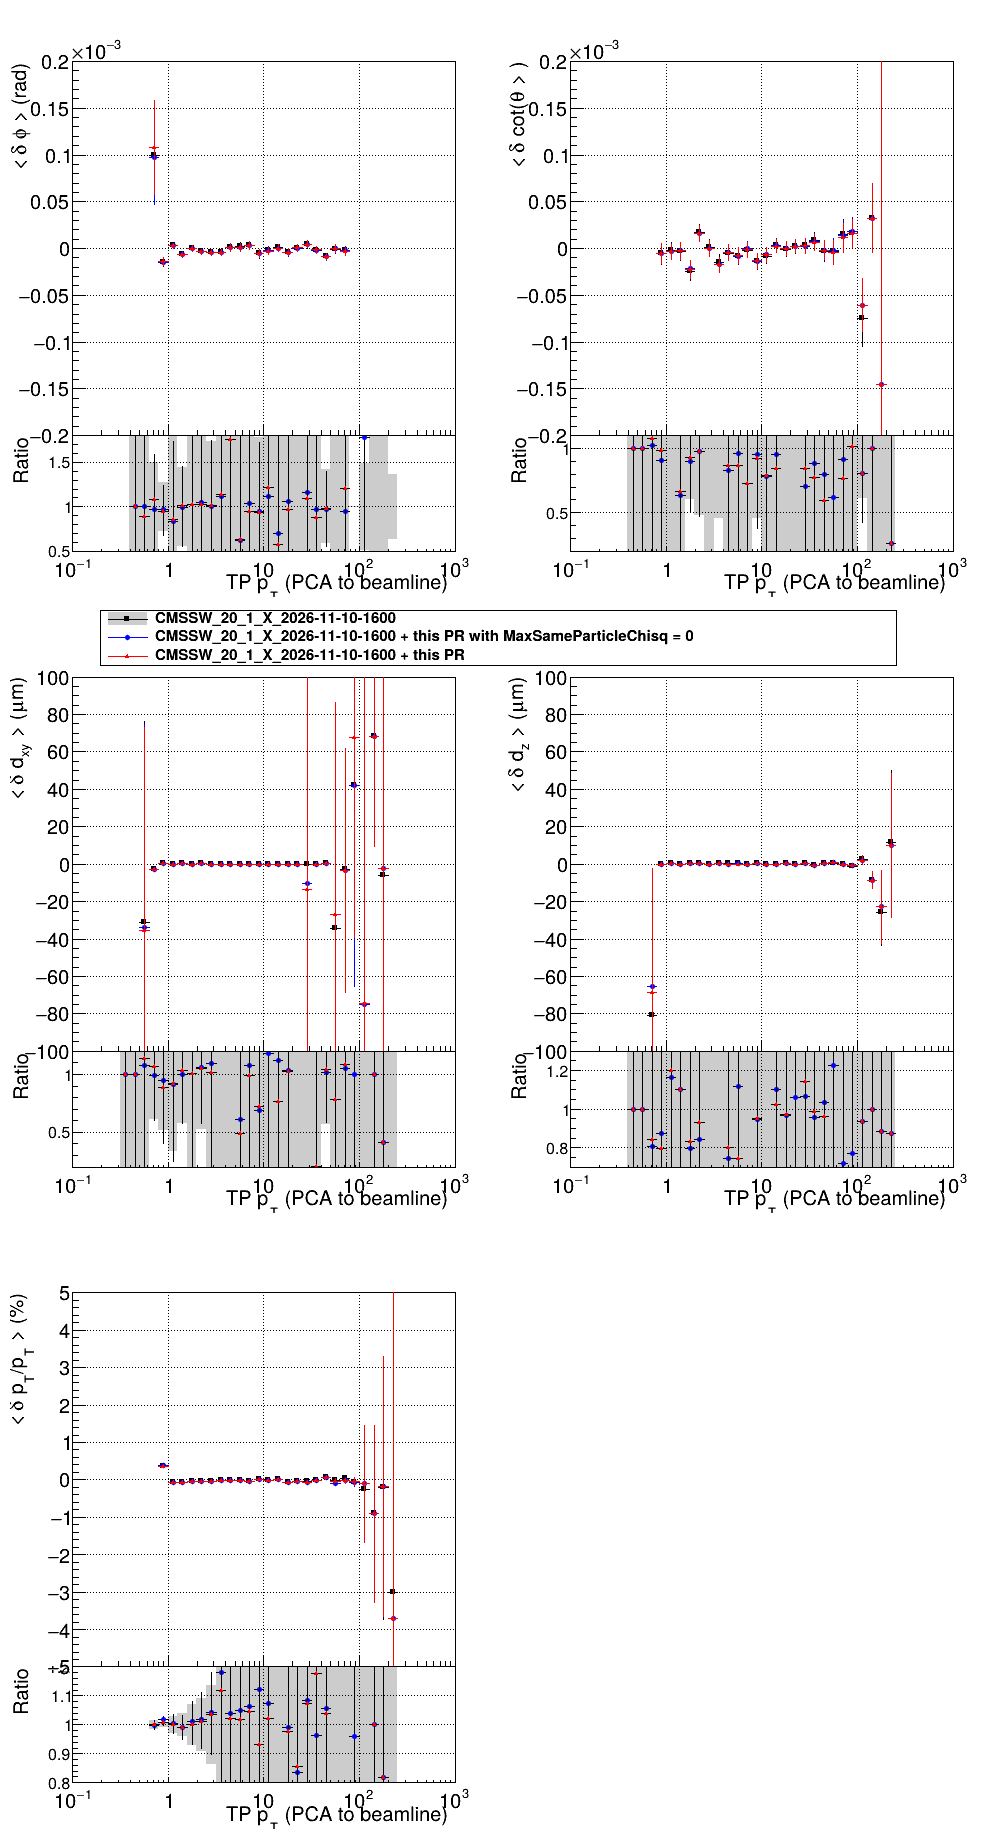 ×10⁻³
0.2
0.15
0.1
0.05
0
−0.05
−0.1
−0.15
−0.2
< δ φ > (rad)
1.5
1
0.5
Ratio
10⁻¹ 1 10 10² 10³
TP p_T (PCA to beamline)
×10⁻³
0.2
0.15
0.1
0.05
0
−0.05
−0.1
−0.15
−0.2
< δ cot(θ > )
1
0.5
Ratio
10⁻¹ 1 10 10² 10³
TP p_T (PCA to beamline)
CMSSW_20_1_X_2026-11-10-1600
CMSSW_20_1_X_2026-11-10-1600 + this PR with MaxSameParticleChisq = 0
CMSSW_20_1_X_2026-11-10-1600 + this PR
100
80
60
40
20
0
−20
−40
−60
−80
−100
< δ d_xy > (μm)
1
0.5
Ratio
10⁻¹ 1 10 10² 10³
TP p_T (PCA to beamline)
100
80
60
40
20
0
−20
−40
−60
−80
−100
< δ d_z > (μm)
1.2
1
0.8
Ratio
10⁻¹ 1 10 10² 10³
TP p_T (PCA to beamline)
5
4
3
2
1
0
−1
−2
−3
−4
< δ p_T/p_T > (%)
1.1
1
0.9
0.8
Ratio
10⁻¹ 1 10 10² 10³
TP p_T (PCA to beamline)